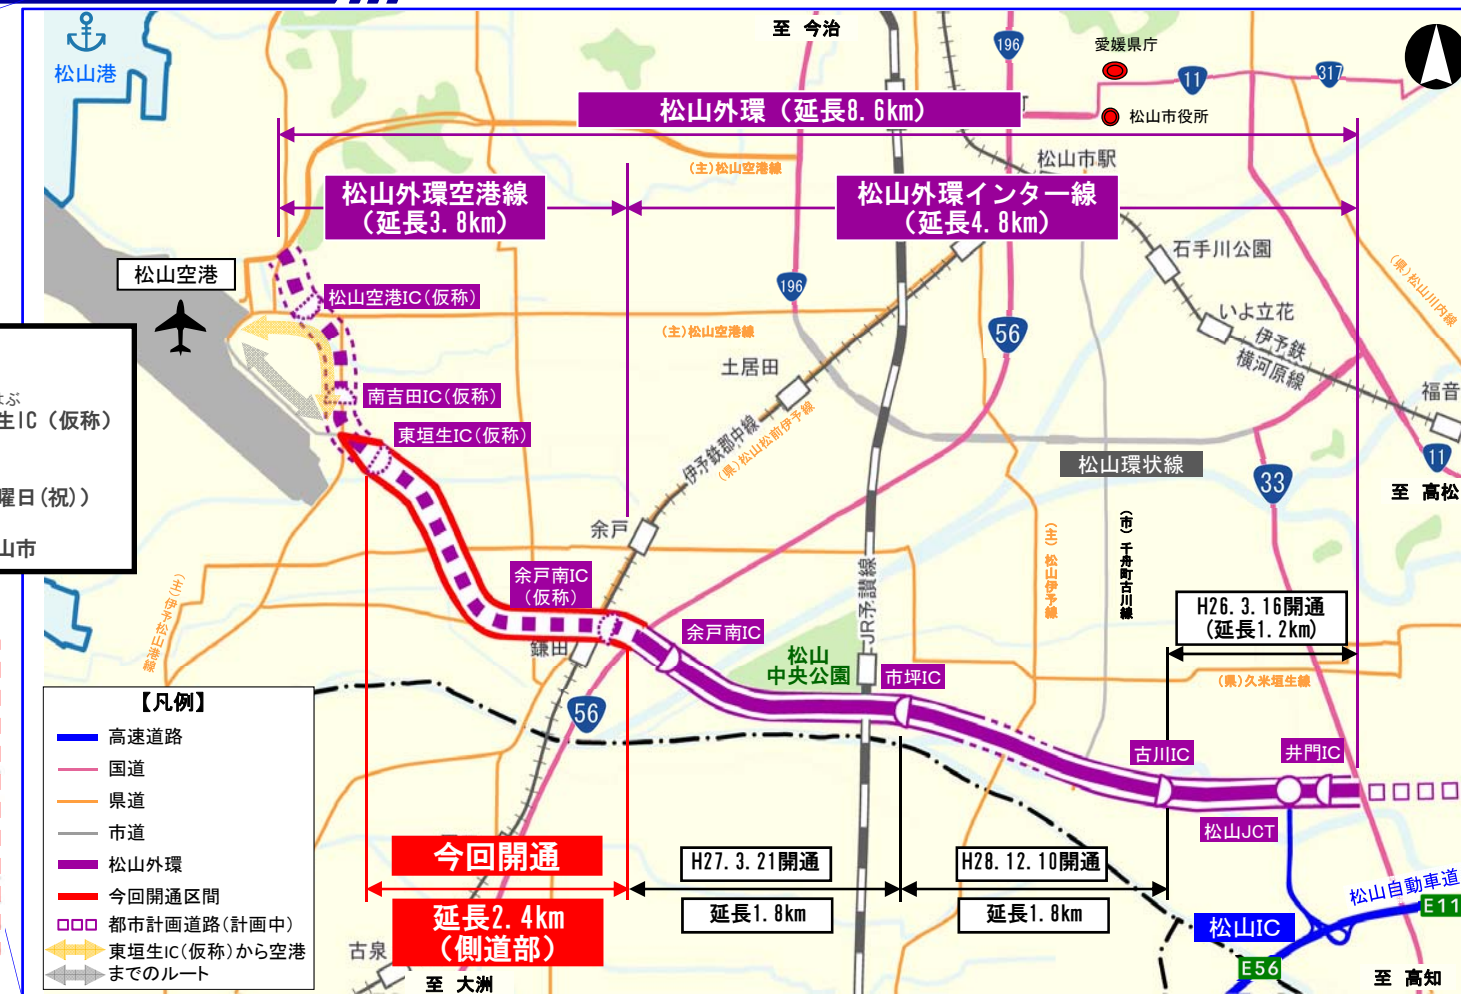 至 今治
松山港
196
愛媛県庁
11
317
松山外環（延長8.6km）
松山市役所
松山市駅
(主)松山空港線
松山外環空港線
（延長3.8km）
松山外環インター線
（延長4.8km）
石手川公園
(県)松山川内線
松山空港
松山空港IC(仮称)
196
いよ立花
(主)松山空港線
56
伊予鉄
横河原線
土居田
福音
南吉田IC(仮称)
生IC（仮称）
東垣生IC(仮称)
伊予鉄郡中線
(県)松山松前伊予線
松山環状線
11
33
至 高松
曜日(祝)）
余戸
(市)千舟町古川線
(主)松山伊予線
山市
JR予讃線
余戸南IC
(仮称)
(主)伊予松山港線
H26.3.16開通
(延長1.2km)
余戸南IC
鎌田
松山
中央公園
市坪IC
(県)久米垣生線
【凡例】
56
高速道路
国道
県道
市道
松山外環
今回開通区間
都市計画道路(計画中)
東垣生IC(仮称)から空港
までのルート
古川IC
井門IC
松山JCT
今回開通
H27.3.21開通
H28.12.10開通
延長2.4km
（側道部）
延長1.8km
延長1.8km
松山自動車道
E11
松山IC
古泉
E56
至 大洲
至 高知